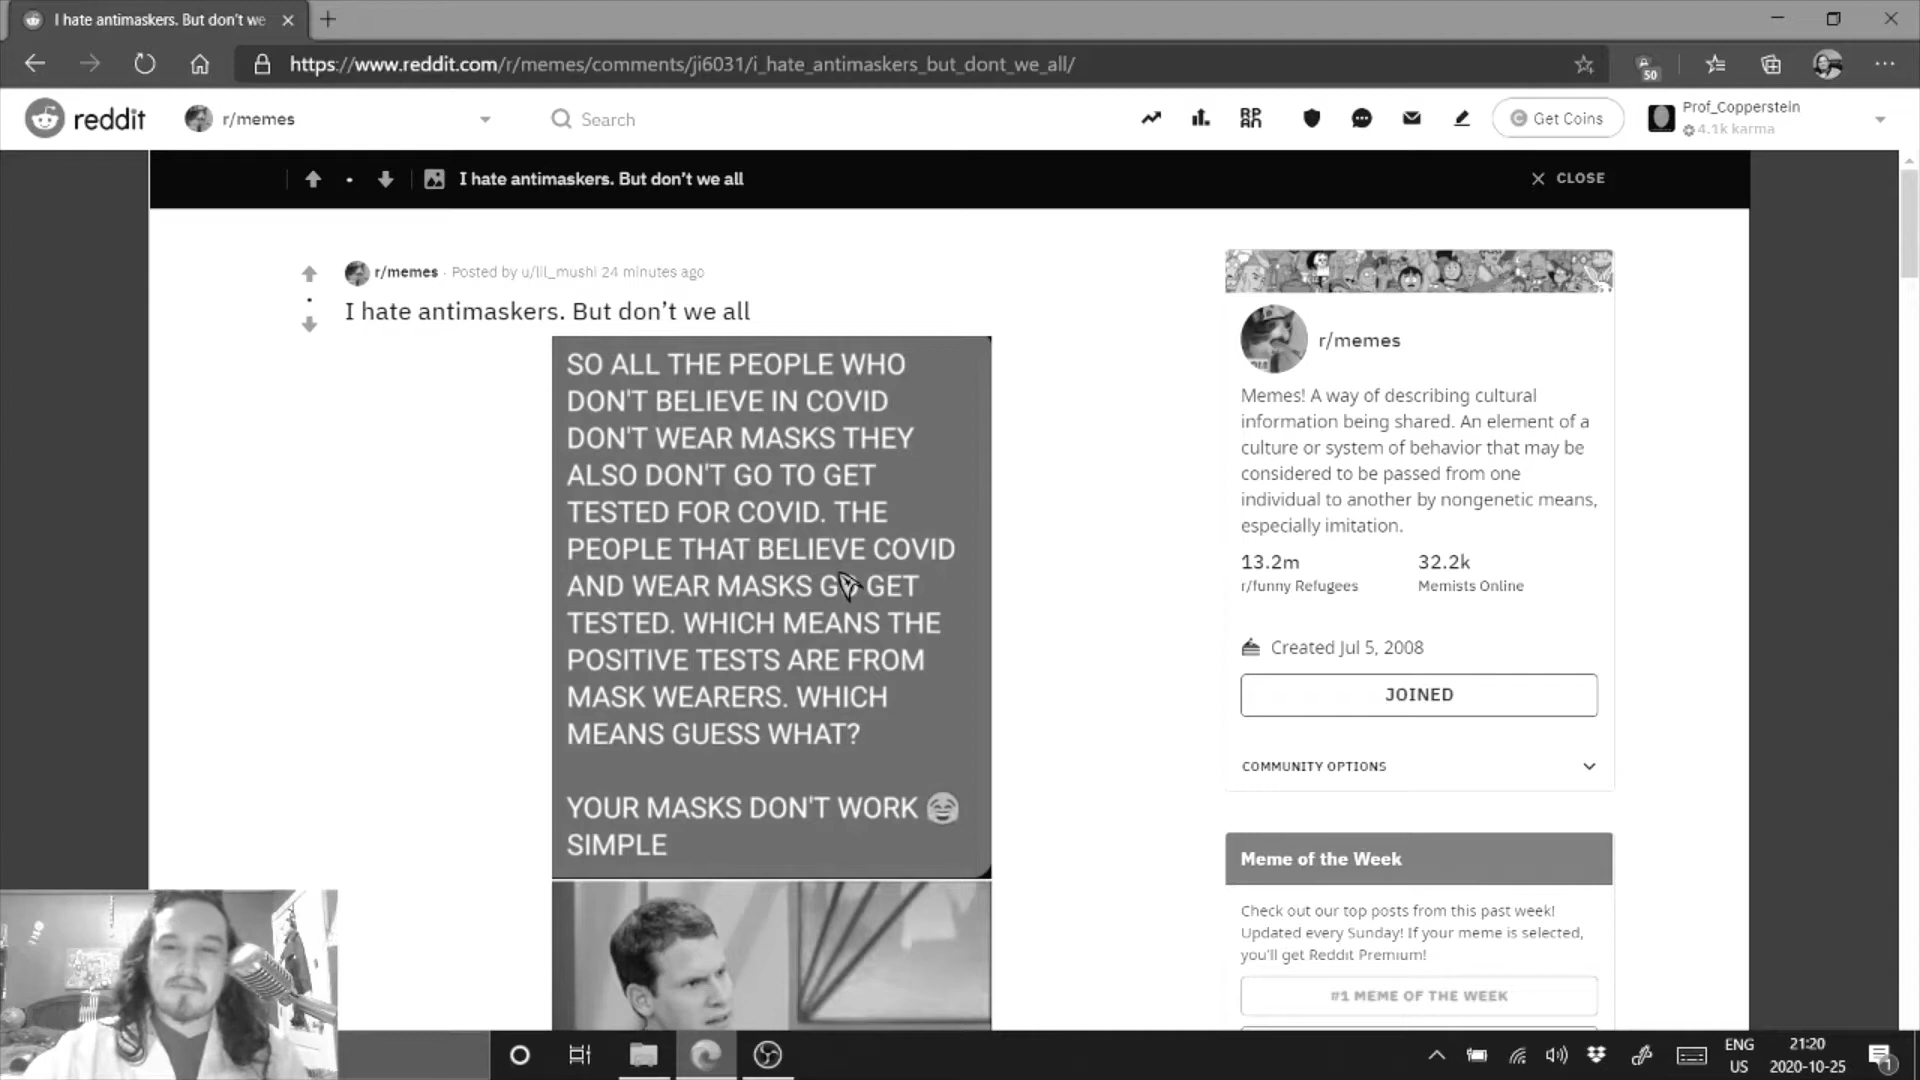 I hate antimaskers. But don't we
https://www.reddit.com/r/memes/comments/ji6031/i_hate_antimaskers_but_dont_we_all/
50
reddit
r/memes
Search
RPAN
Get Coins
Prof_Copperstein
4.1k karma
I hate antimaskers. But don't we all
CLOSE
r/memes · Posted by u/lil_mushi 24 minutes ago
I hate antimaskers. But don't we all
SO ALL THE PEOPLE WHO
DON'T BELIEVE IN COVID
DON'T WEAR MASKS THEY
ALSO DON'T GO TO GET
TESTED FOR COVID. THE
PEOPLE THAT BELIEVE COVID
AND WEAR MASKS GO GET
TESTED. WHICH MEANS THE
POSITIVE TESTS ARE FROM
MASK WEARERS. WHICH
MEANS GUESS WHAT?
YOUR MASKS DON'T WORK 😂
SIMPLE
r/memes
Memes! A way of describing cultural
information being shared. An element of a
culture or system of behavior that may be
considered to be passed from one
individual to another by nongenetic means,
especially imitation.
13.2m
32.2k
r/funny Refugees
Memists Online
Created Jul 5, 2008
JOINED
COMMUNITY OPTIONS
Meme of the Week
Check out our top posts from this past week!
Updated every Sunday! If your meme is selected,
you'll get Reddit Premium!
#1 MEME OF THE WEEK
ENG
US
21:20
2020-10-25
1